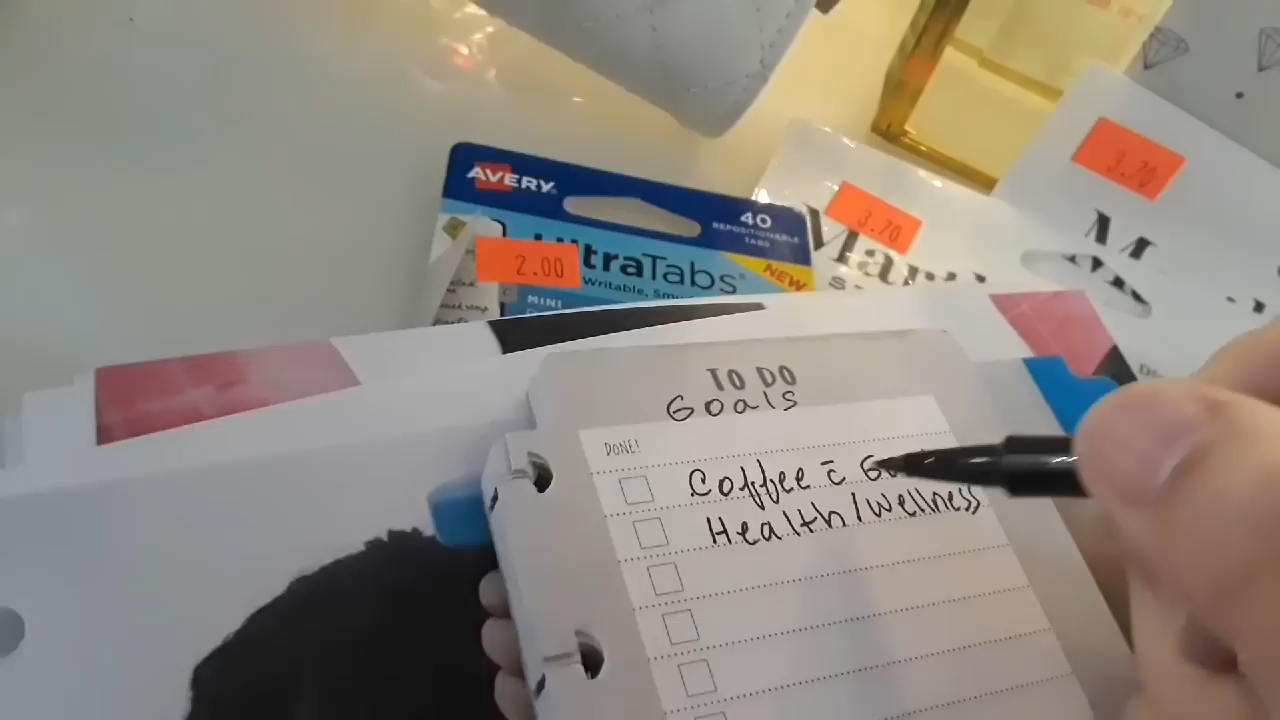 AVERY
40
REPOSITIONABLE
TABS
UltraTabs
NEW
2.00
Writable,
MINI
3.70
3.70
TO DO
Goals
DONE!
Coffee c̄
Health/Wellness